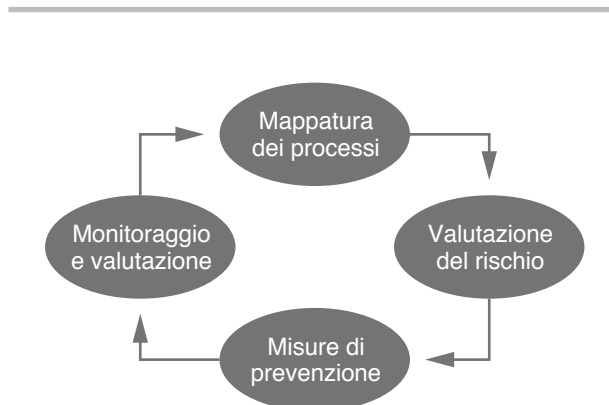 Mappatura
dei processi
Monitoraggio
e valutazione
Valutazione
del rischio
Misure di
prevenzione